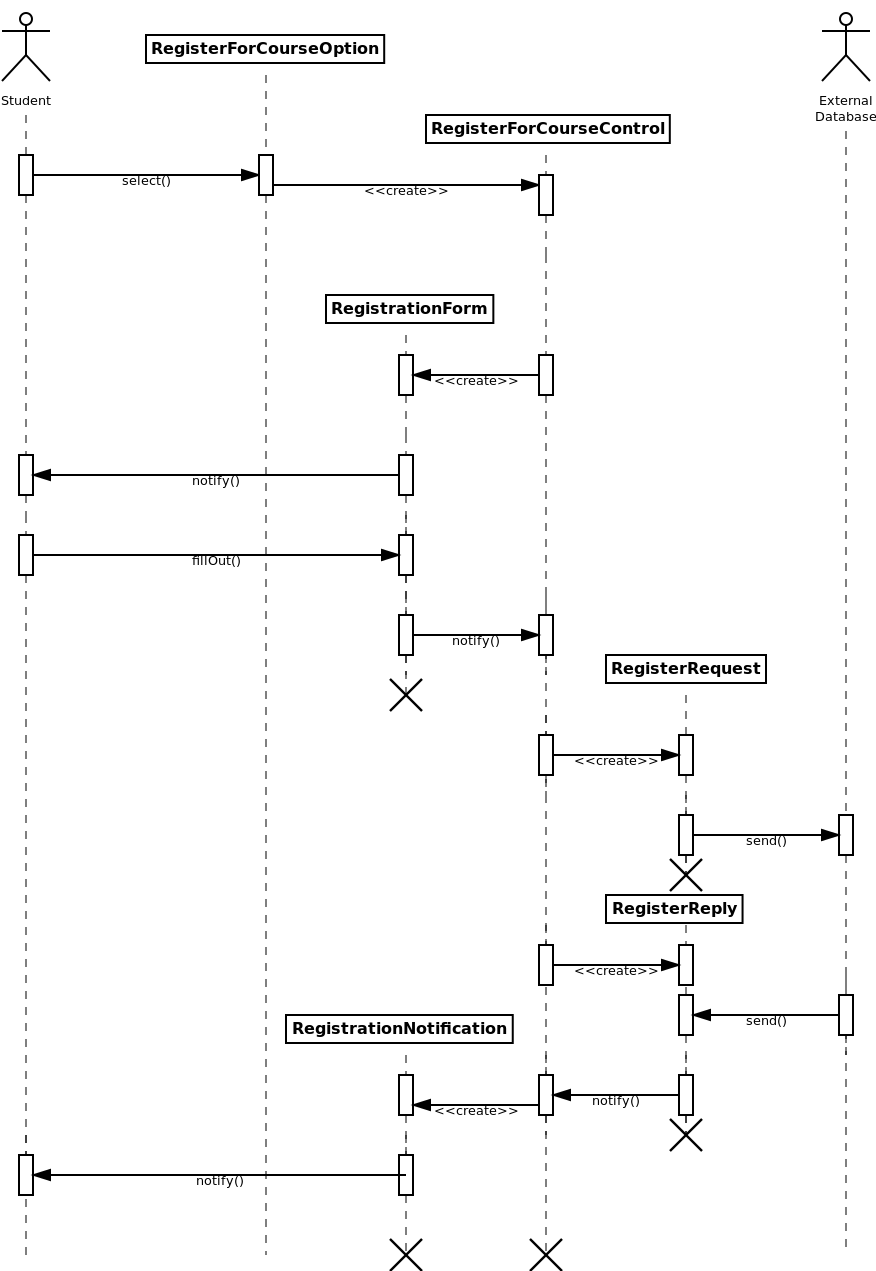 RegisterForCourseOption
Student
External
Database
RegisterForCourseControl
select()
<<create>>
RegistrationForm
<<create>>
notify()
fillOut()
notify()
RegisterRequest
<<create>>
send()
RegisterReply
<<create>>
send()
RegistrationNotification
notify()
<<create>>
notify()